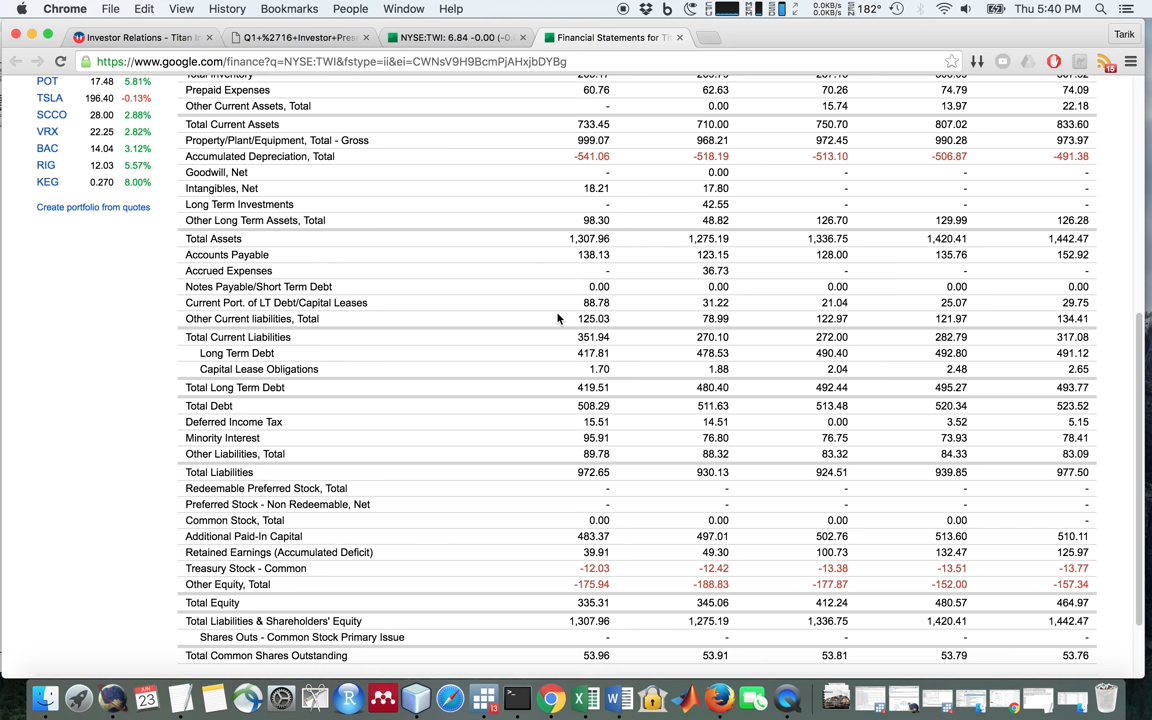 Chrome File Edit View History Bookmarks People Window Help 0.0KB/s 0.0KB/s 182° Thu 5:40 PM
Investor Relations - Titan In × Q1+%2716+Investor+Pres × NYSE:TWI: 6.84 -0.00 (-0. × Financial Statements for Ti × Tarik
https://www.google.com/finance?q=NYSE:TWI&fstype=ii&ei=CWNsV9H9BcmPjAHxjbDYBg 15
POT 17.48 5.81%
TSLA 196.40 -0.13%
SCCO 28.00 2.88%
VRX 22.25 2.82%
BAC 14.04 3.12%
RIG 12.03 5.57%
KEG 0.270 8.00%
Create portfolio from quotes
Total Inventory
Prepaid Expenses 60.76 62.63 70.26 74.79 74.09
Other Current Assets, Total - 0.00 15.74 13.97 22.18
Total Current Assets 733.45 710.00 750.70 807.02 833.60
Property/Plant/Equipment, Total - Gross 999.07 968.21 972.45 990.28 973.97
Accumulated Depreciation, Total -541.06 -518.19 -513.10 -506.87 -491.38
Goodwill, Net - 0.00 - - -
Intangibles, Net 18.21 17.80 - - -
Long Term Investments - 42.55 - - -
Other Long Term Assets, Total 98.30 48.82 126.70 129.99 126.28
Total Assets 1,307.96 1,275.19 1,336.75 1,420.41 1,442.47
Accounts Payable 138.13 123.15 128.00 135.76 152.92
Accrued Expenses - 36.73 - - -
Notes Payable/Short Term Debt 0.00 0.00 0.00 0.00 0.00
Current Port. of LT Debt/Capital Leases 88.78 31.22 21.04 25.07 29.75
Other Current liabilities, Total 125.03 78.99 122.97 121.97 134.41
Total Current Liabilities 351.94 270.10 272.00 282.79 317.08
Long Term Debt 417.81 478.53 490.40 492.80 491.12
Capital Lease Obligations 1.70 1.88 2.04 2.48 2.65
Total Long Term Debt 419.51 480.40 492.44 495.27 493.77
Total Debt 508.29 511.63 513.48 520.34 523.52
Deferred Income Tax 15.51 14.51 0.00 3.52 5.15
Minority Interest 95.91 76.80 76.75 73.93 78.41
Other Liabilities, Total 89.78 88.32 83.32 84.33 83.09
Total Liabilities 972.65 930.13 924.51 939.85 977.50
Redeemable Preferred Stock, Total - - - - -
Preferred Stock - Non Redeemable, Net - - - - -
Common Stock, Total 0.00 0.00 0.00 0.00 -
Additional Paid-In Capital 483.37 497.01 502.76 513.60 510.11
Retained Earnings (Accumulated Deficit) 39.91 49.30 100.73 132.47 125.97
Treasury Stock - Common -12.03 -12.42 -13.38 -13.51 -13.77
Other Equity, Total -175.94 -188.83 -177.87 -152.00 -157.34
Total Equity 335.31 345.06 412.24 480.57 464.97
Total Liabilities & Shareholders' Equity 1,307.96 1,275.19 1,336.75 1,420.41 1,442.47
Shares Outs - Common Stock Primary Issue - - - - -
Total Common Shares Outstanding 53.96 53.91 53.81 53.79 53.76
JUN
23
R
13